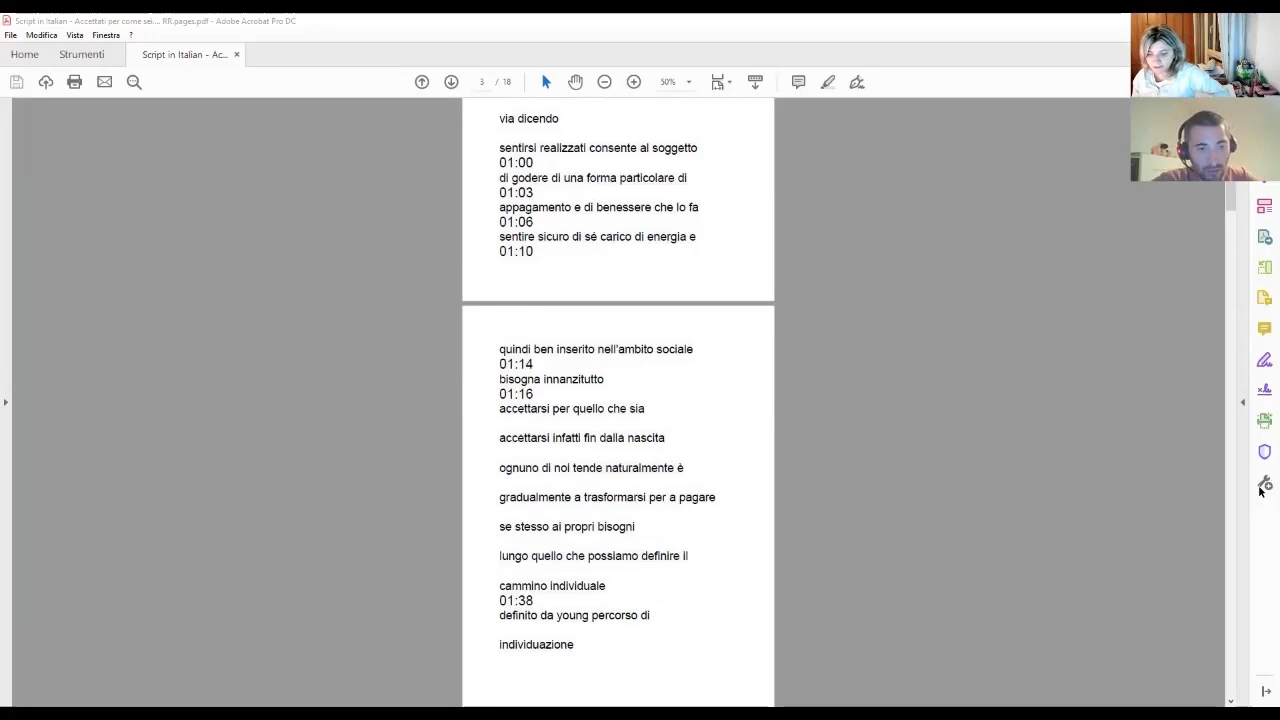 Script in Italian - Accettati per come sei.... RR.pages.pdf - Adobe Acrobat Pro DC
File Modifica Vista Finestra ?
Home Strumenti Script in Italian - Ac... ×
3 / 18 50%
via dicendo
sentirsi realizzati consente al soggetto
01:00
di godere di una forma particolare di
01:03
appagamento e di benessere che lo fa
01:06
sentire sicuro di sé carico di energia e
01:10
quindi ben inserito nell'ambito sociale
01:14
bisogna innanzitutto
01:16
accettarsi per quello che sia
accettarsi infatti fin dalla nascita
ognuno di noi tende naturalmente è
gradualmente a trasformarsi per a pagare
se stesso ai propri bisogni
lungo quello che possiamo definire il
cammino individuale
01:38
definito da young percorso di
individuazione